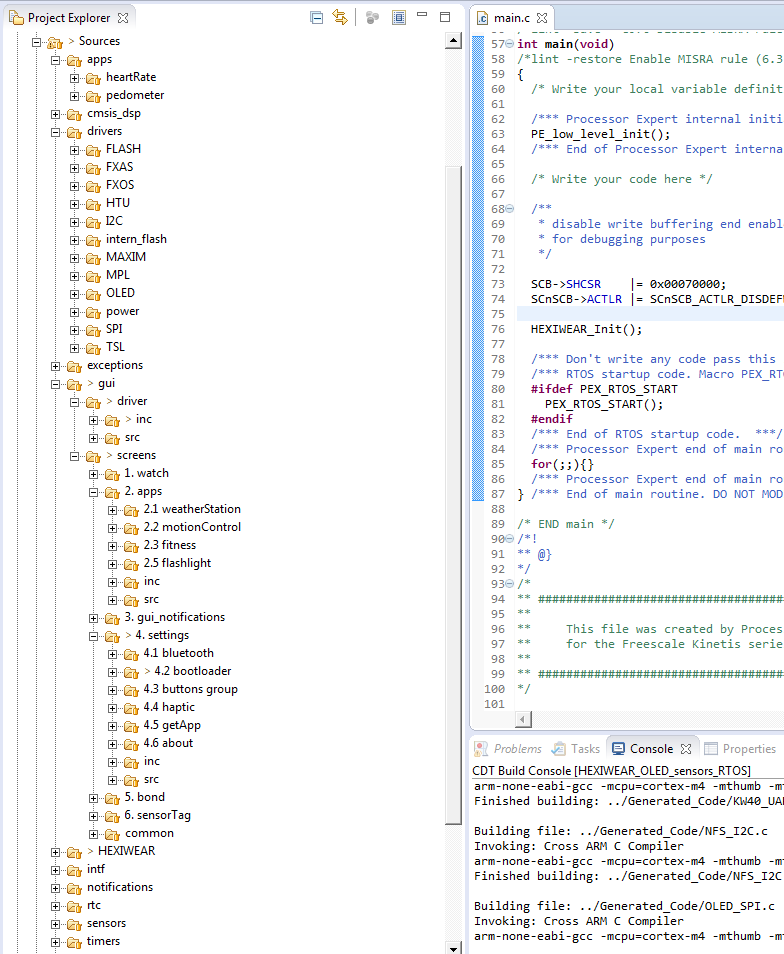 Project Explorer
> Sources
apps
heartRate
pedometer
cmsis_dsp
drivers
FLASH
FXAS
FXOS
HTU
I2C
intern_flash
MAXIM
MPL
OLED
power
SPI
TSL
exceptions
> gui
> driver
> inc
src
> screens
1. watch
2. apps
2.1 weatherStation
2.2 motionControl
2.3 fitness
2.5 flashlight
inc
src
3. gui_notifications
> 4. settings
4.1 bluetooth
> 4.2 bootloader
4.3 buttons group
4.4 haptic
4.5 getApp
4.6 about
inc
src
5. bond
6. sensorTag
common
> HEXIWEAR
intf
notifications
rtc
sensors
timers
main.c
57 int main(void)
58 /*lint -restore Enable MISRA rule (6.3
59 {
60 /* Write your local variable definit
61
62 /*** Processor Expert internal initi
63 PE_low_level_init();
64 /*** End of Processor Expert interna
65
66 /* Write your code here */
67
68 /**
69 * disable write buffering end enable
70 * for debugging purposes
71 */
72
73 SCB->SHCSR |= 0x00070000;
74 SCnSCB->ACTLR |= SCnSCB_ACTLR_DISDEFU
75
76 HEXIWEAR_Init();
77
78 /*** Don't write any code pass this
79 /*** RTOS startup code. Macro PEX_RTO
80 #ifdef PEX_RTOS_START
81 PEX_RTOS_START();
82 #endif
83 /*** End of RTOS startup code. ***/
84 /*** Processor Expert end of main ro
85 for(;;){}
86 /*** Processor Expert end of main ro
87 } /*** End of main routine. DO NOT MOD
88
89 /* END main */
90 /*!
91 ** @}
92 */
93 /*
94 ** #####################################
95 **
96 ** This file was created by Proces
97 ** for the Freescale Kinetis serie
98 **
99 ** #####################################
100 */
101
Problems Tasks Console Properties
CDT Build Console [HEXIWEAR_OLED_sensors_RTOS]
arm-none-eabi-gcc -mcpu=cortex-m4 -mthumb -m
Finished building: ../Generated_Code/KW40_UA

Building file: ../Generated_Code/NFS_I2C.c
Invoking: Cross ARM C Compiler
arm-none-eabi-gcc -mcpu=cortex-m4 -mthumb -m
Finished building: ../Generated_Code/NFS_I2C

Building file: ../Generated_Code/OLED_SPI.c
Invoking: Cross ARM C Compiler
arm-none-eabi-gcc -mcpu=cortex-m4 -mthumb -m